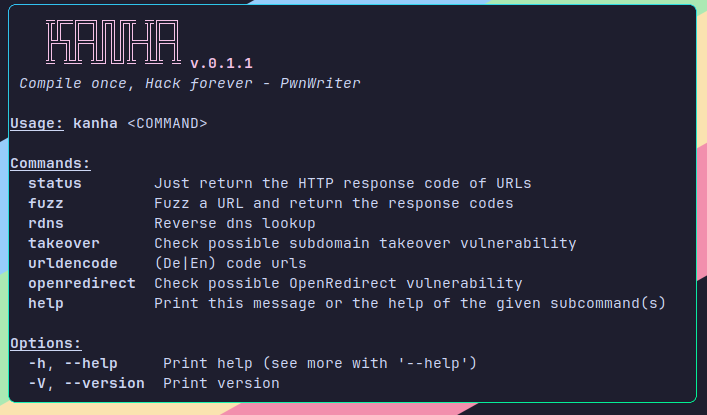 KANHA v.0.1.1
Compile once, Hack forever - PwnWriter
Usage: kanha <COMMAND>
Commands:
status Just return the HTTP response code of URLs
fuzz Fuzz a URL and return the response codes
rdns Reverse dns lookup
takeover Check possible subdomain takeover vulnerability
urldencode (De|En) code urls
openredirect Check possible OpenRedirect vulnerability
help Print this message or the help of the given subcommand(s)
Options:
-h, --help Print help (see more with '--help')
-V, --version Print version